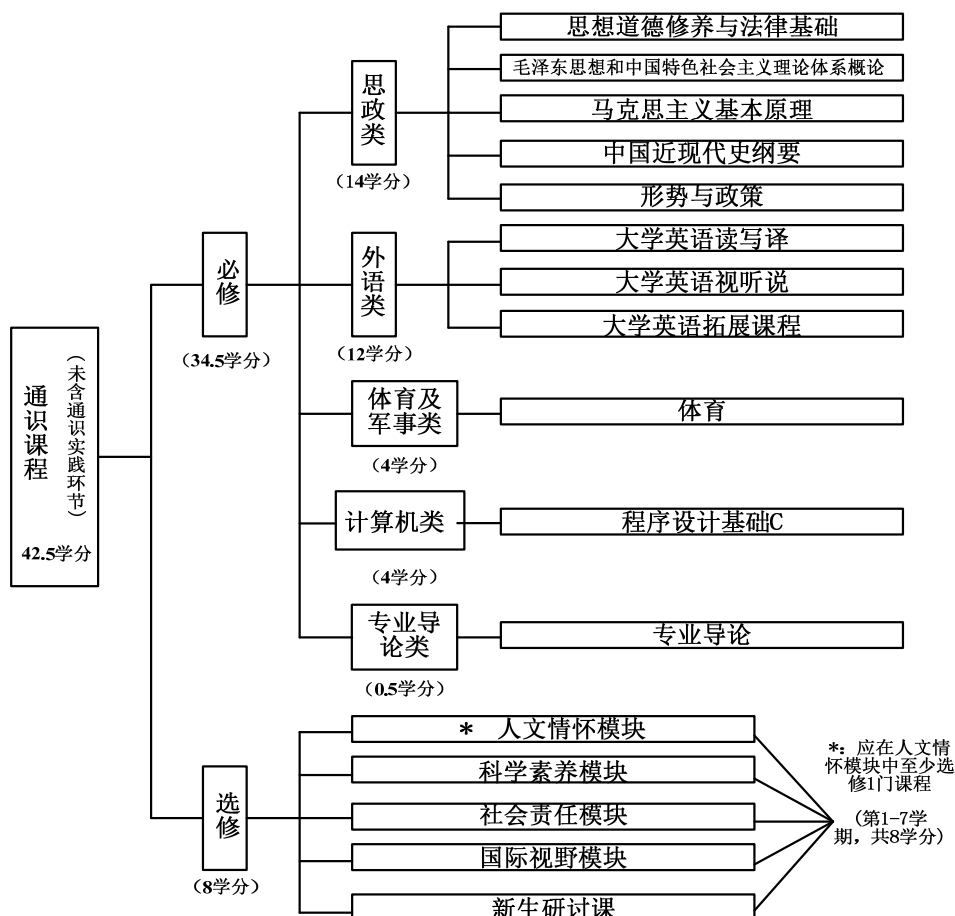 通识课程
（未含通识实践环节）
42.5学分
必修
（34.5学分）
思政类
（14学分）
思想道德修养与法律基础
毛泽东思想和中国特色社会主义理论体系概论
马克思主义基本原理
中国近现代史纲要
形势与政策
外语类
（12学分）
大学英语读写译
大学英语视听说
大学英语拓展课程
体育及
军事类
（4学分）
体育
计算机类
（4学分）
程序设计基础C
专业导
论类
（0.5学分）
专业导论
选修
（8学分）
* 人文情怀模块
科学素养模块
社会责任模块
国际视野模块
新生研讨课
*：应在人文情
怀模块中至少选
修1门课程
（第1-7学
期，共8学分）